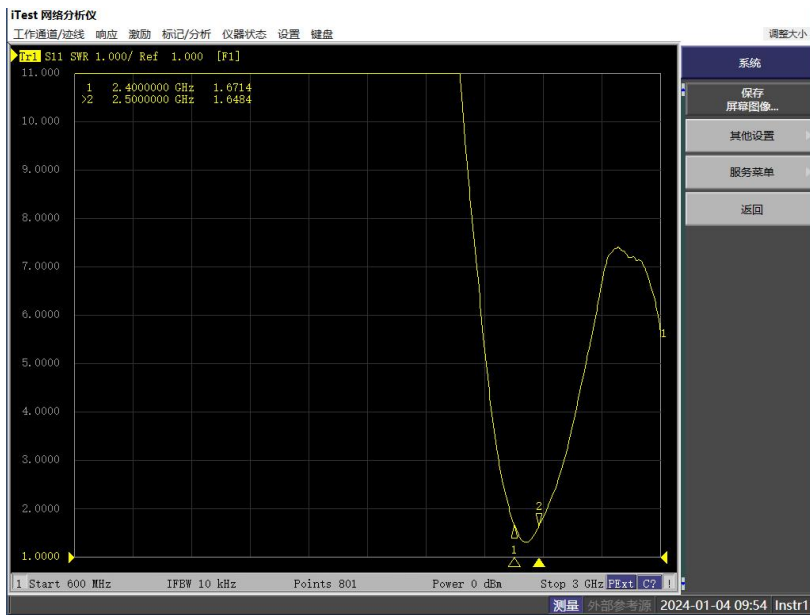 iTest 网络分析仪
工作通道/迹线 响应 激励 标记/分析 仪器状态 设置 键盘 调整大小
Tr1 S11 SWR 1.000/ Ref 1.000 [F1]
系统
11.000
1 2.4000000 GHz 1.6714
>2 2.5000000 GHz 1.6484
保存
屏幕图像...
10.000
其他设置
9.0000
服务菜单
8.0000
返回
7.0000
6.0000
1
5.0000
4.0000
3.0000
2.0000
2
1
1.0000
1 Start 600 MHz IFBW 10 kHz Points 801 Power 0 dBm Stop 3 GHz PExt C? !
测量 外部参考源 2024-01-04 09:54 Instr1